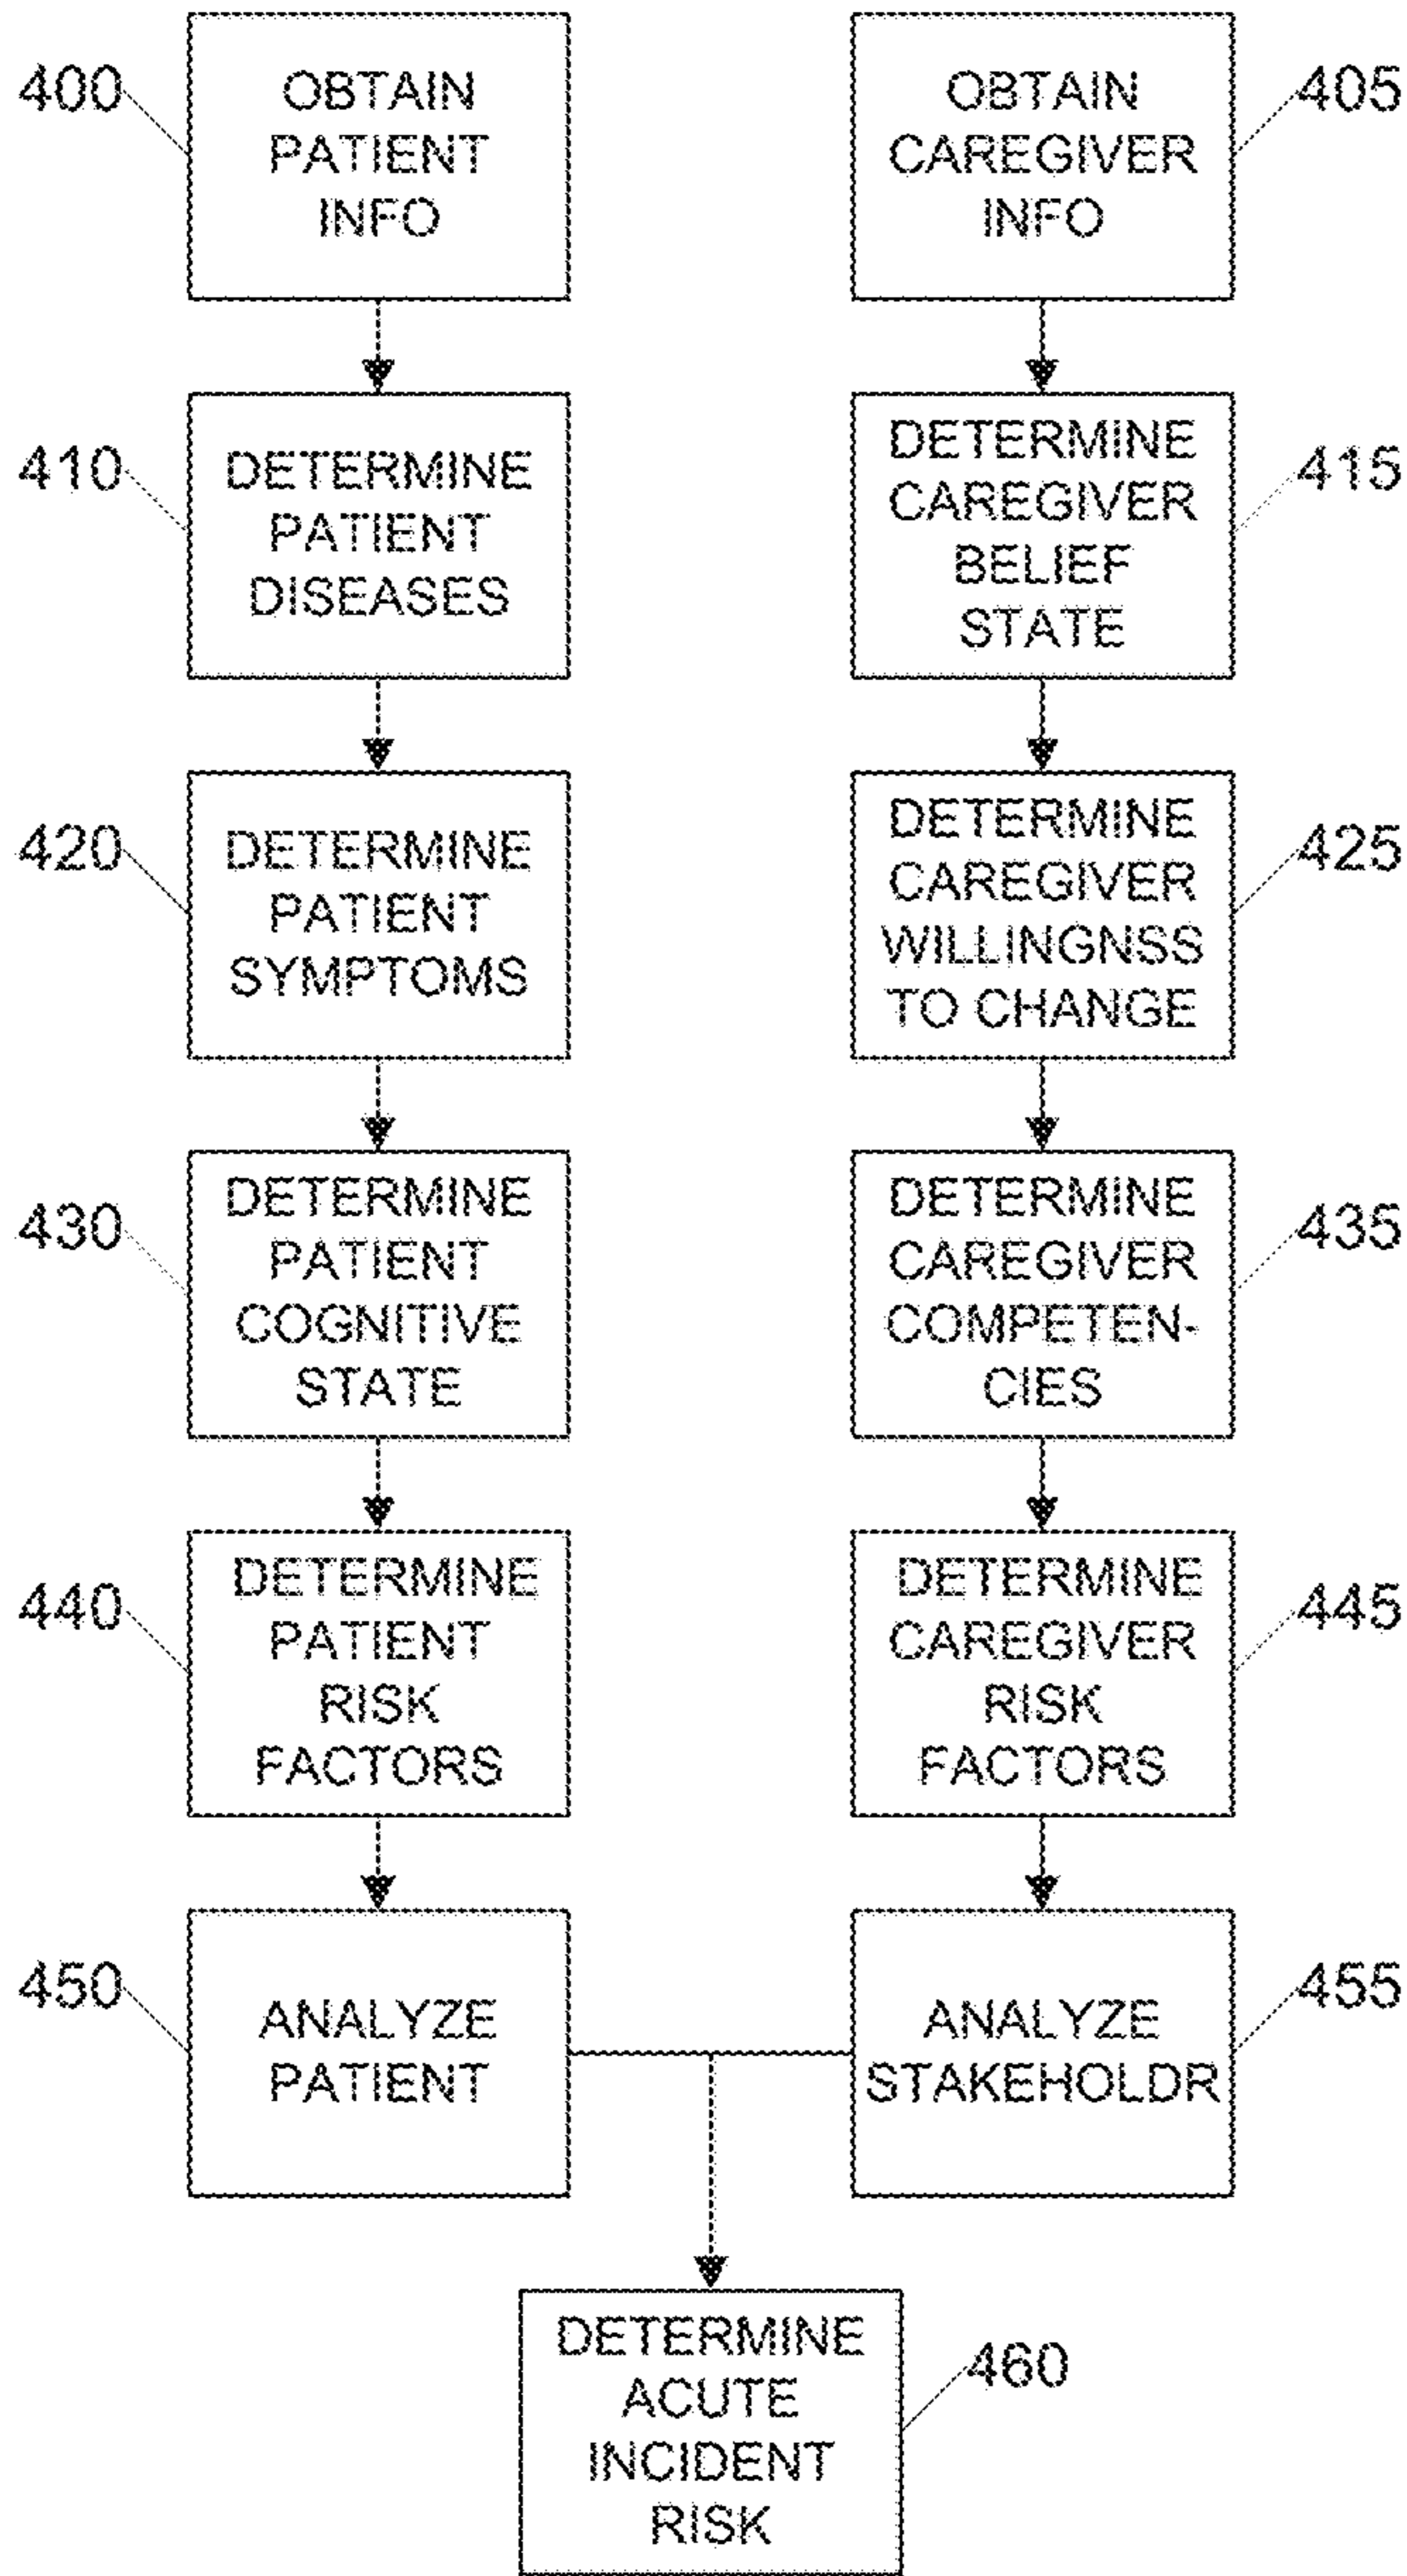 400
OBTAIN
PATIENT
INFO
OBTAIN
CAREGIVER
INFO
405
410
DETERMINE
PATIENT
DISEASES
DETERMINE
CAREGIVER
BELIEF
STATE
415
420
DETERMINE
PATIENT
SYMPTOMS
DETERMINE
CAREGIVER
WILLINGNSS
TO CHANGE
425
430
DETERMINE
PATIENT
COGNITIVE
STATE
DETERMINE
CAREGIVER
COMPETEN-
CIES
435
440
DETERMINE
PATIENT
RISK
FACTORS
DETERMINE
CAREGIVER
RISK
FACTORS
445
450
ANALYZE
PATIENT
ANALYZE
STAKEHOLDR
455
DETERMINE
ACUTE
INCIDENT
RISK
460